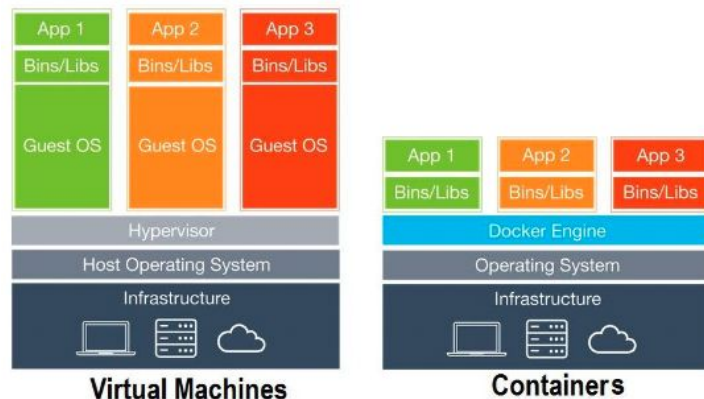 App 1
App 2
App 3
Bins/Libs
Bins/Libs
Bins/Libs
Guest OS
Guest OS
Guest OS
Hypervisor
Host Operating System
Infrastructure
Virtual Machines
App 1
App 2
App 3
Bins/Libs
Bins/Libs
Bins/Libs
Docker Engine
Operating System
Infrastructure
Containers